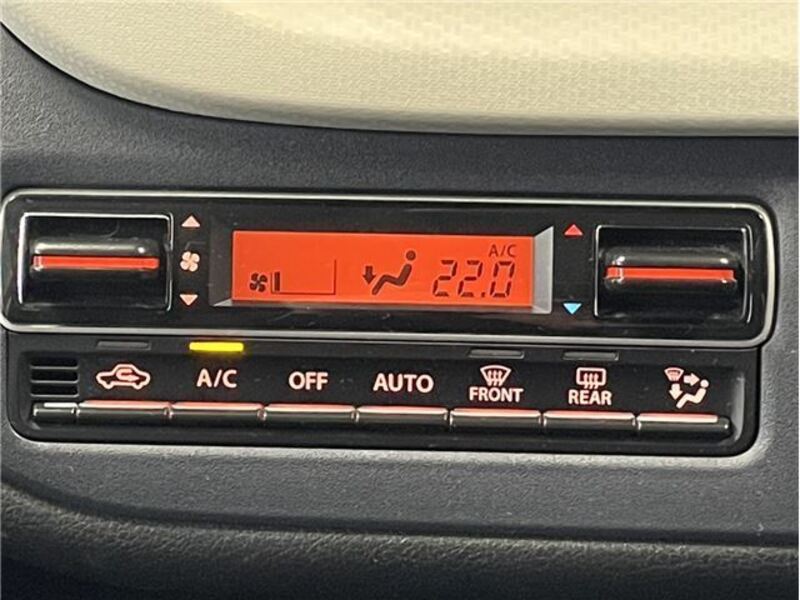 A/C
22.0
A/C
OFF
AUTO
FRONT
REAR